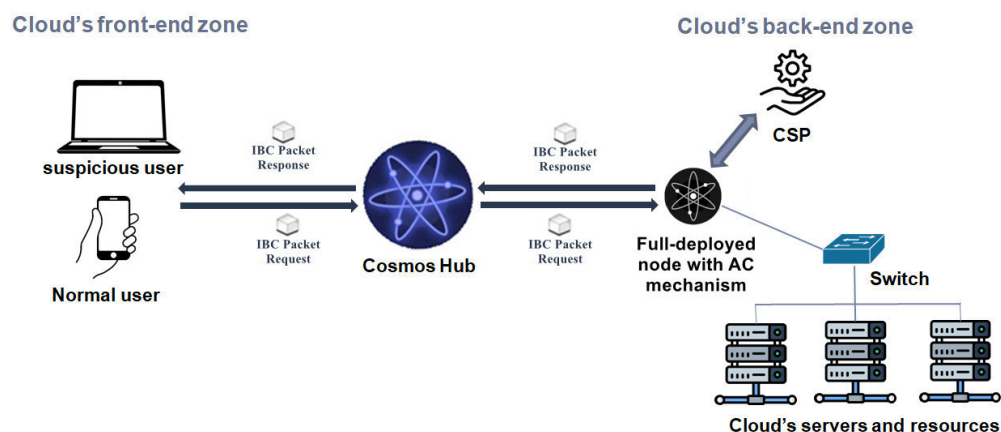 Cloud's front-end zone
Cloud's back-end zone
CSP
suspicious user
IBC Packet
Response
IBC Packet
Response
IBC Packet
Request
IBC Packet
Request
Normal user
Cosmos Hub
Full-deployed
node with AC
mechanism
Switch
Cloud's servers and resources